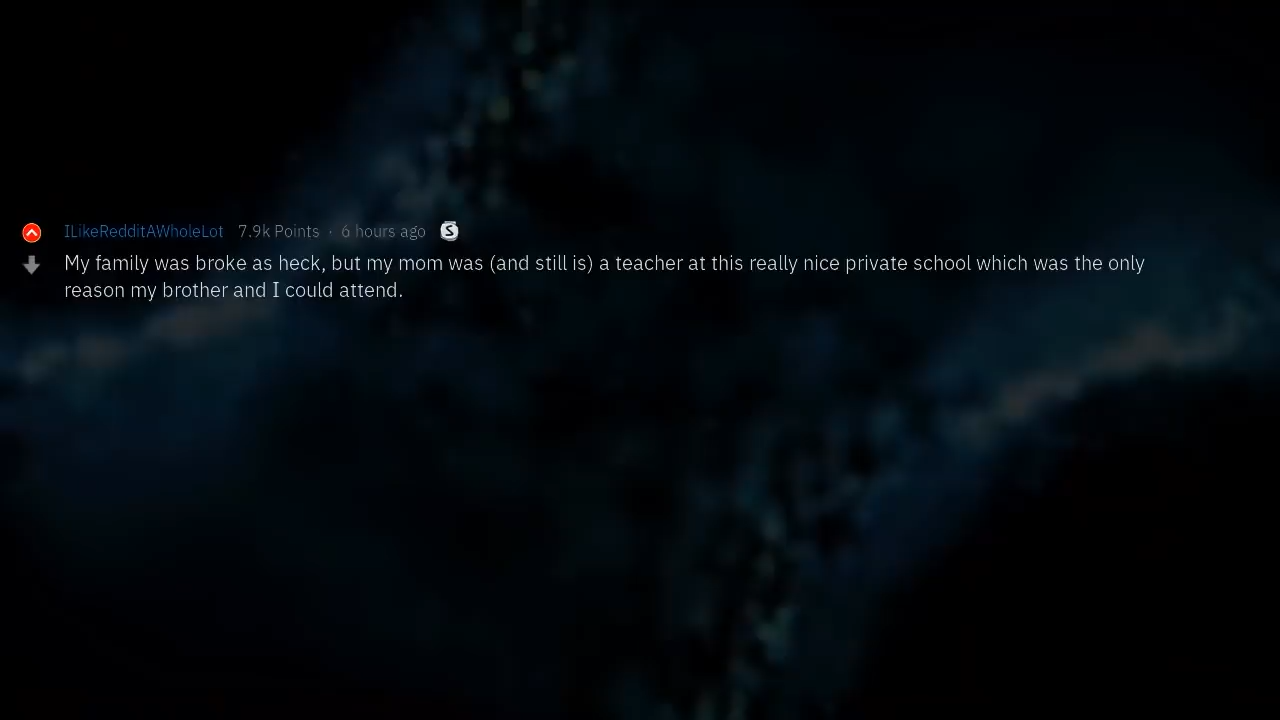 ILikeRedditAWholeLot 7.9k Points · 6 hours ago S
My family was broke as heck, but my mom was (and still is) a teacher at this really nice private school which was the only
reason my brother and I could attend.